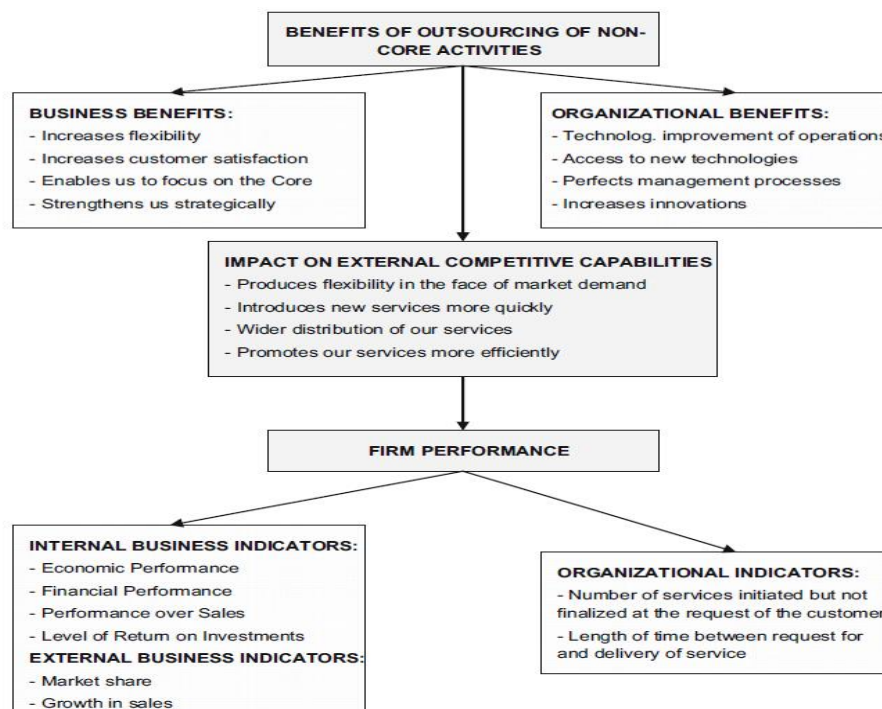 BENEFITS OF OUTSOURCING OF NON-
CORE ACTIVITIES
BUSINESS BENEFITS:
- Increases flexibility
- Increases customer satisfaction
- Enables us to focus on the Core
- Strengthens us strategically
ORGANIZATIONAL BENEFITS:
- Technolog. improvement of operations
- Access to new technologies
- Perfects management processes
- Increases innovations
IMPACT ON EXTERNAL COMPETITIVE CAPABILITIES
- Produces flexibility in the face of market demand
- Introduces new services more quickly
- Wider distribution of our services
- Promotes our services more efficiently
FIRM PERFORMANCE
INTERNAL BUSINESS INDICATORS:
- Economic Performance
- Financial Performance
- Performance over Sales
- Level of Return on Investments
EXTERNAL BUSINESS INDICATORS:
- Market share
- Growth in sales
ORGANIZATIONAL INDICATORS:
- Number of services initiated but not
finalized at the request of the customer
- Length of time between request for
and delivery of service